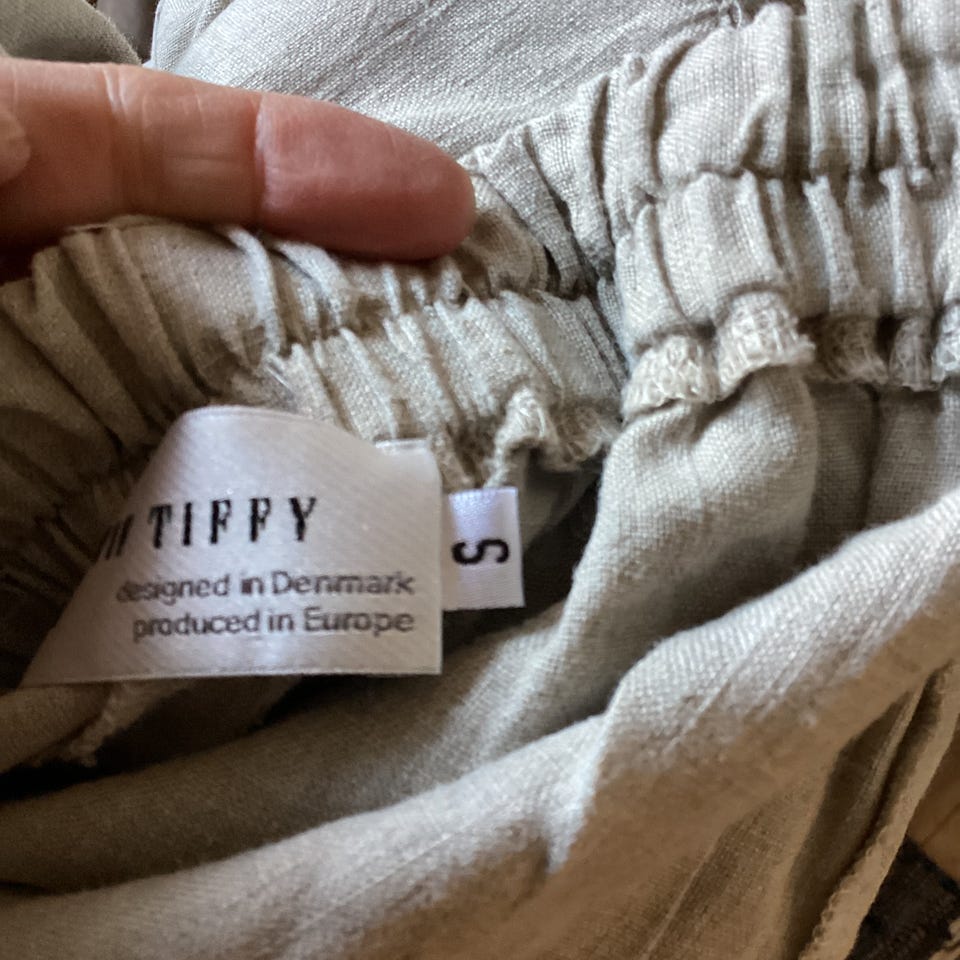 TIFFY
designed in Denmark
produced in Europe
S